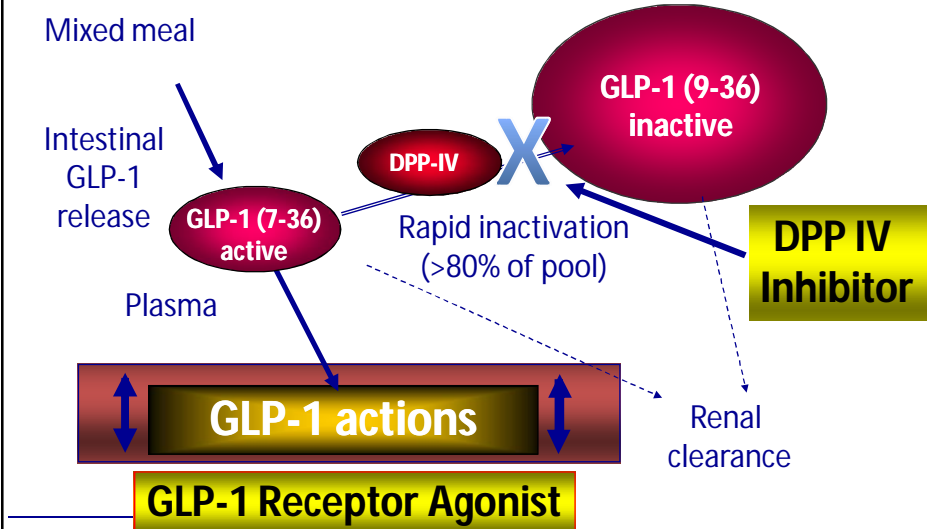 Mixed meal
Intestinal
GLP-1
release
GLP-1 (7-36)
active
DPP-IV
X
GLP-1 (9-36)
inactive
Rapid inactivation
(>80% of pool)
DPP IV
Inhibitor
Plasma
GLP-1 actions
Renal
clearance
GLP-1 Receptor Agonist